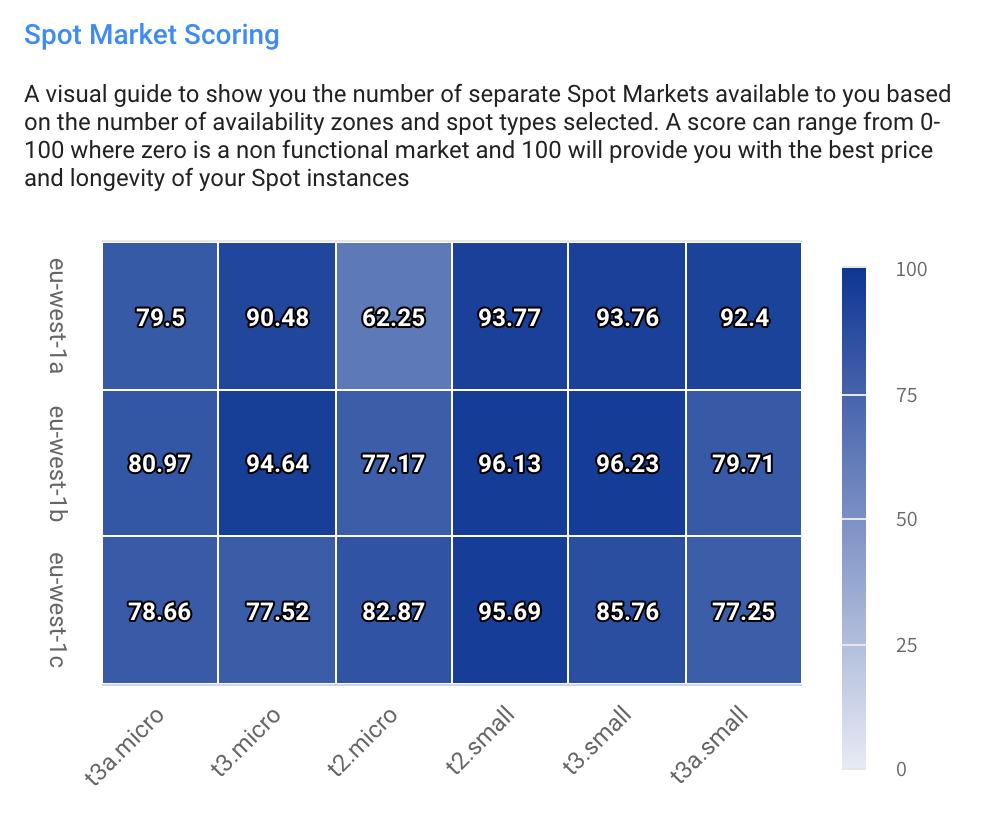 Spot Market Scoring
A visual guide to show you the number of separate Spot Markets available to you based
on the number of availability zones and spot types selected. A score can range from 0-
100 where zero is a non functional market and 100 will provide you with the best price
and longevity of your Spot instances
eu-west-1a
79.5 90.48 62.25 93.77 93.76 92.4
eu-west-1b
80.97 94.64 77.17 96.13 96.23 79.71
eu-west-1c
78.66 77.52 82.87 95.69 85.76 77.25
t3a.micro t3.micro t2.micro t2.small t3.small t3a.small
100
75
50
25
0